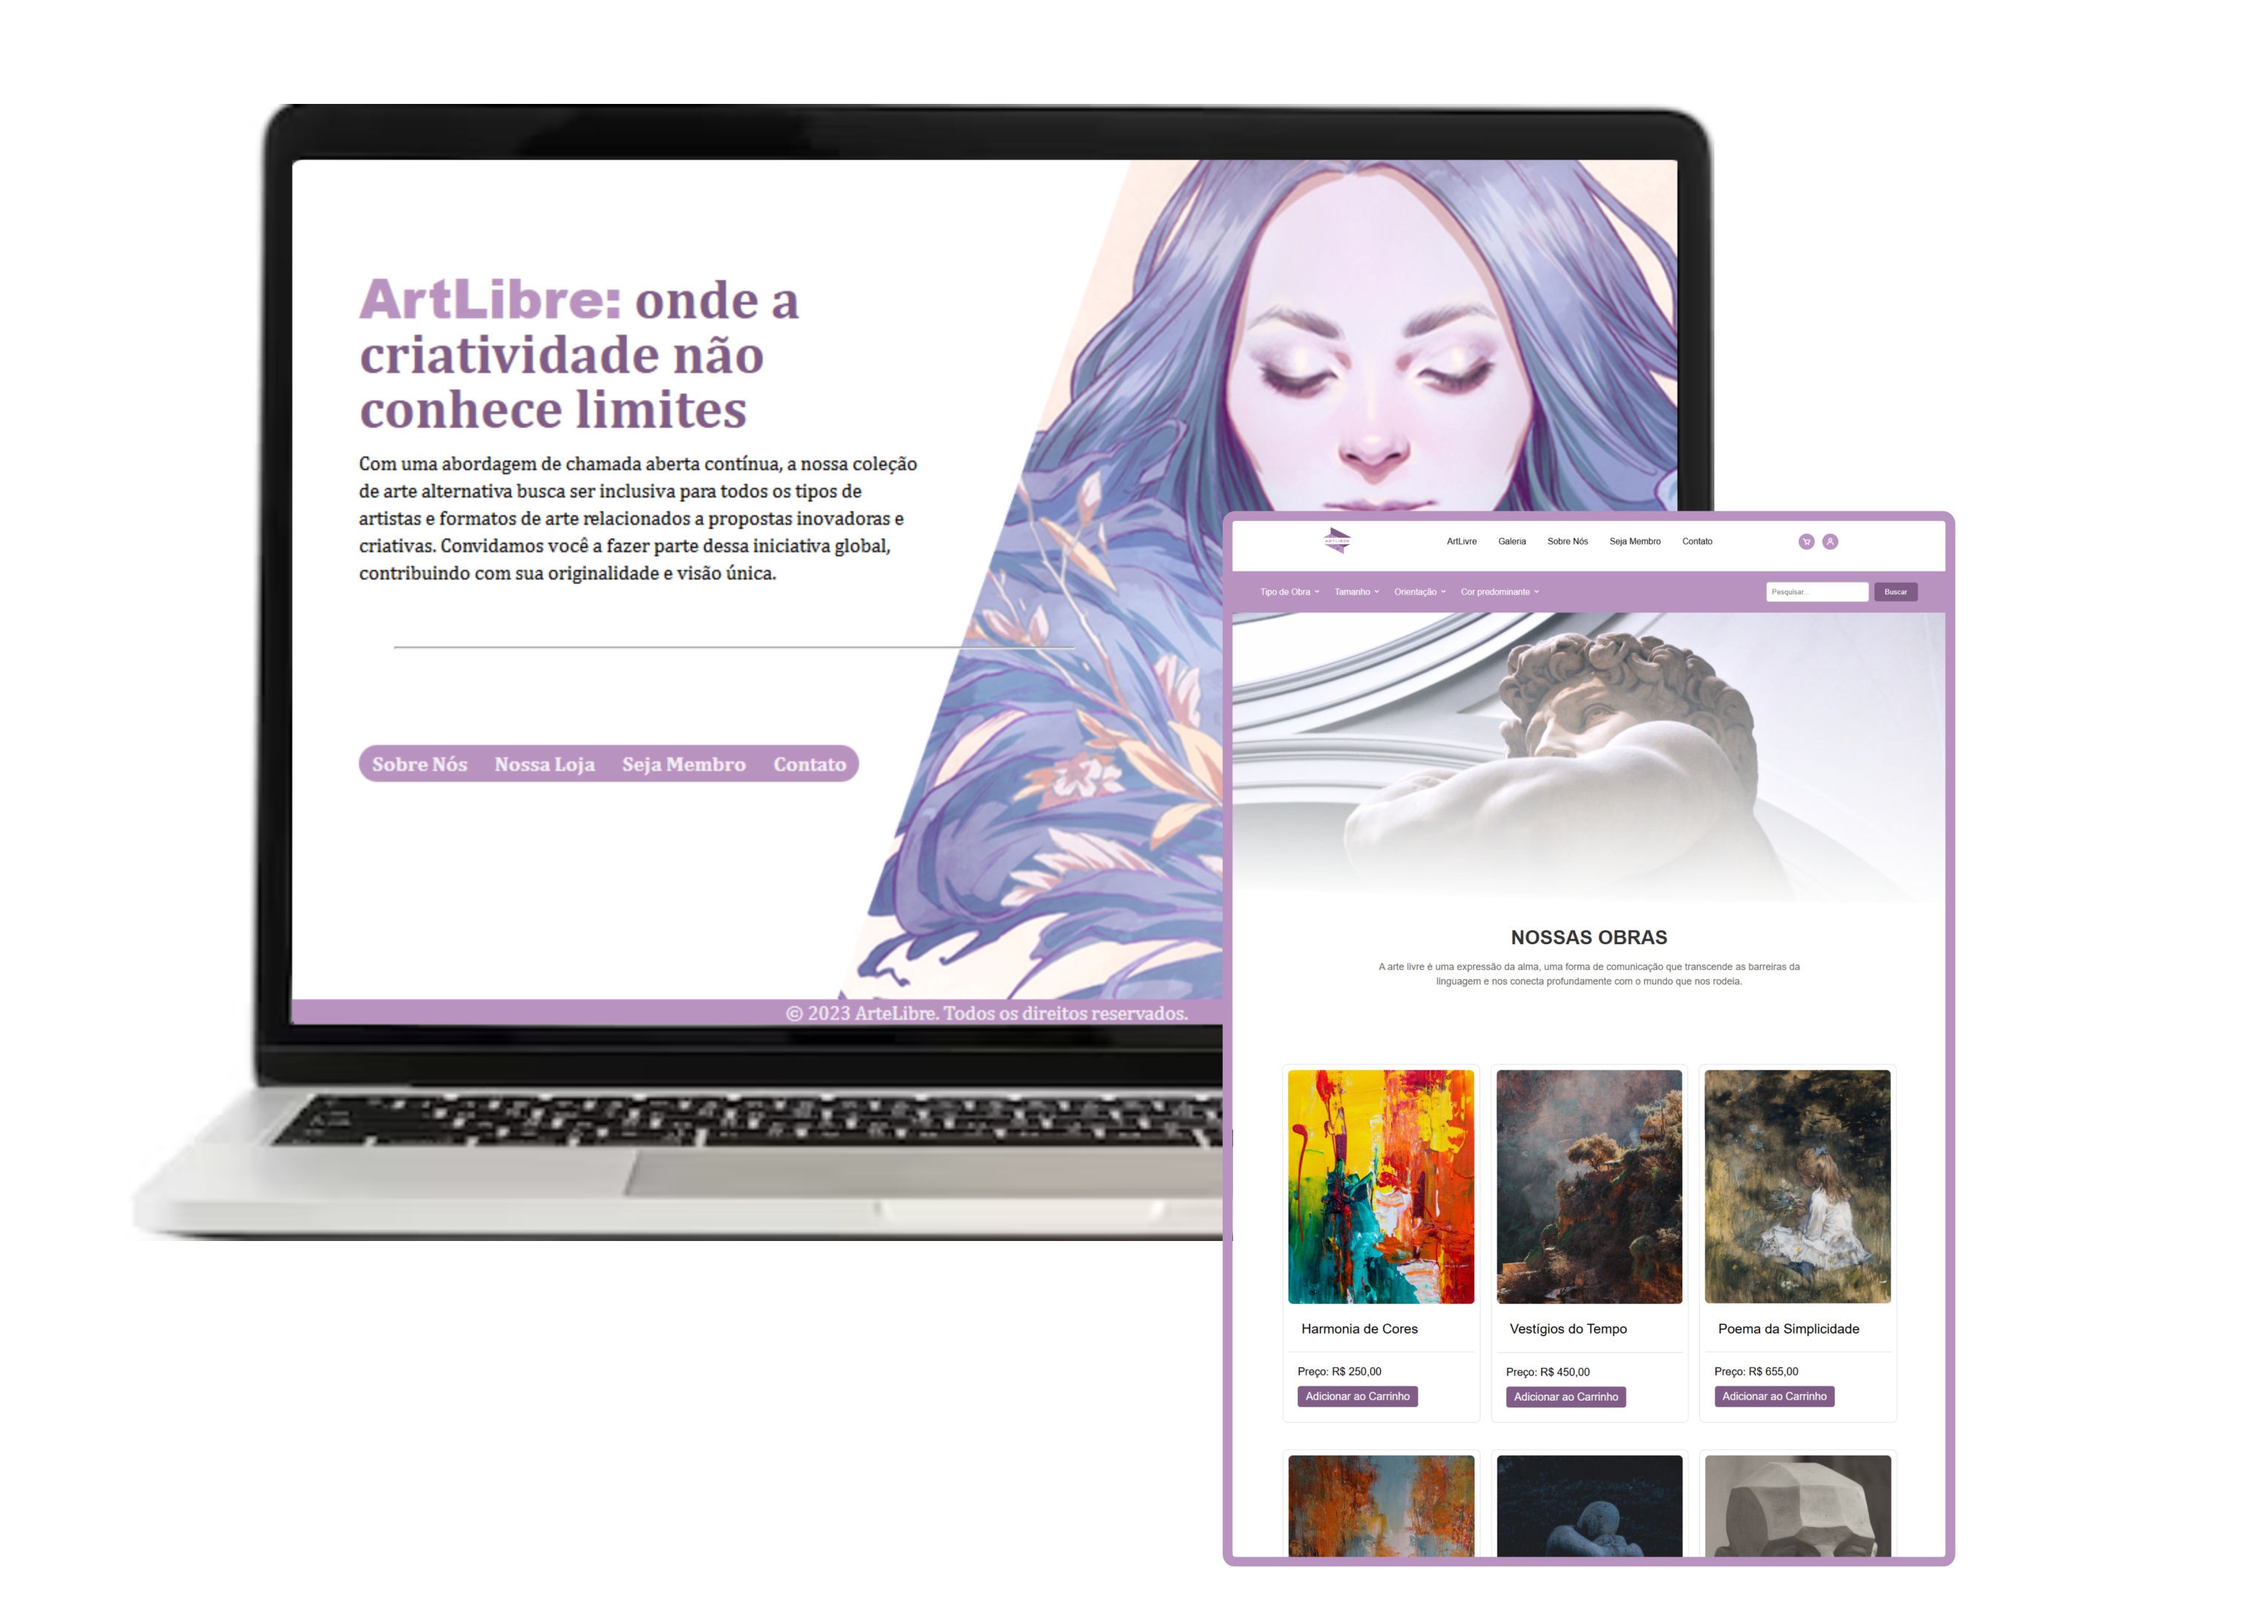 ArtLibre: onde a
criatividade não
conhece limites
Com uma abordagem de chamada aberta contínua, a nossa coleção
de arte alternativa busca ser inclusiva para todos os tipos de
artistas e formatos de arte relacionados a propostas inovadoras e
criativas. Convidamos você a fazer parte dessa iniciativa global,
contribuindo com sua originalidade e visão única.
Sobre Nós Nossa Loja Seja Membro Contato
© 2023 ArteLibre. Todos os direitos reservados.
ArtLivre Galeria Sobre Nós Seja Membro Contato
Tipo de Obra Tamanho Orientação Cor predominante Pesquisar... Buscar
NOSSAS OBRAS
A arte livre é uma expressão da alma, uma forma de comunicação que transcende as barreiras da
linguagem e nos conecta profundamente com o mundo que nos rodeia.
Harmonia de Cores
Preço: R$ 250,00
Adicionar ao Carrinho
Vestígios do Tempo
Preço: R$ 450,00
Adicionar ao Carrinho
Poema da Simplicidade
Preço: R$ 655,00
Adicionar ao Carrinho